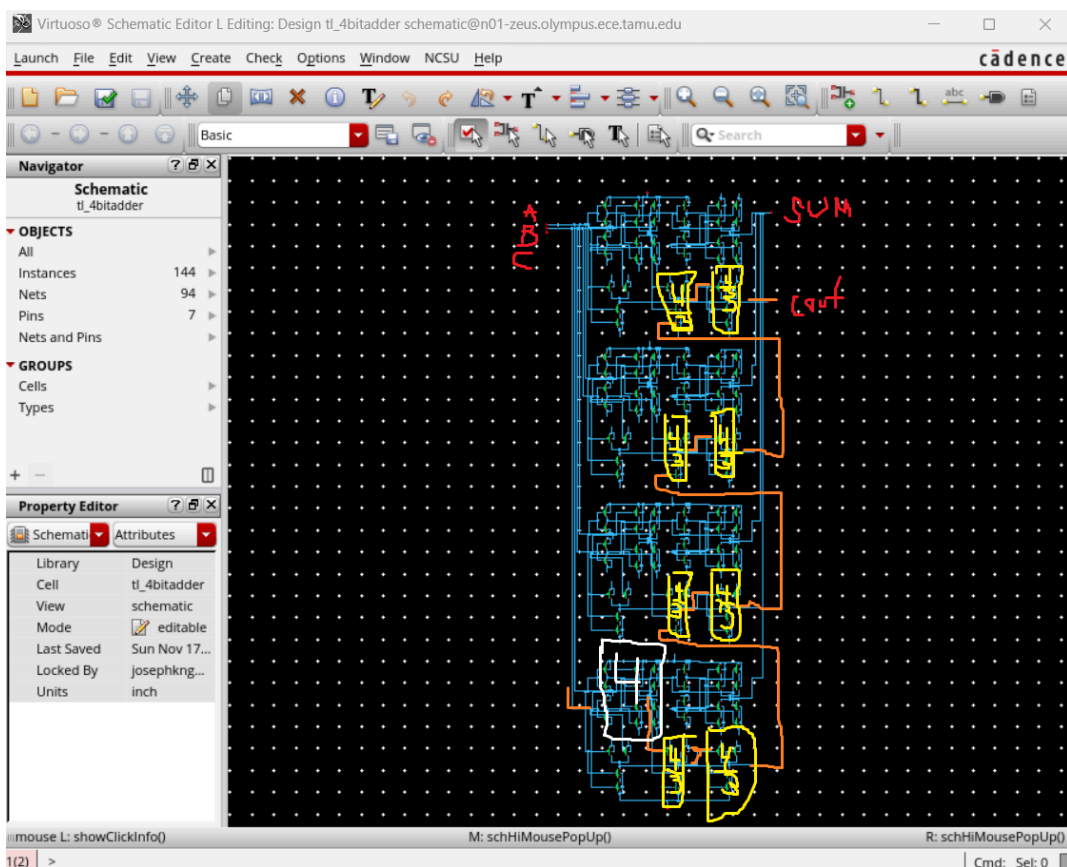 Virtuoso® Schematic Editor L Editing: Design tl_4bitadder schematic@n01-zeus.olympus.ece.tamu.edu
Launch File Edit View Create Check Options Window NCSU Help
cādence
abc
Basic
Search
Navigator
Schematic
tl_4bitadder
OBJECTS
All
Instances 144
Nets 94
Pins 7
Nets and Pins
GROUPS
Cells
Types
Property Editor
Schemati Attributes
Library Design
Cell tl_4bitadder
View schematic
Mode editable
Last Saved Sun Nov 17...
Locked By josephkng...
Units inch
A
B
C
SUM
Cout
4
mouse L: showClickInfo() M: schHiMousePopUp() R: schHiMousePopUp()
1(2) > Cmd: Sel: 0